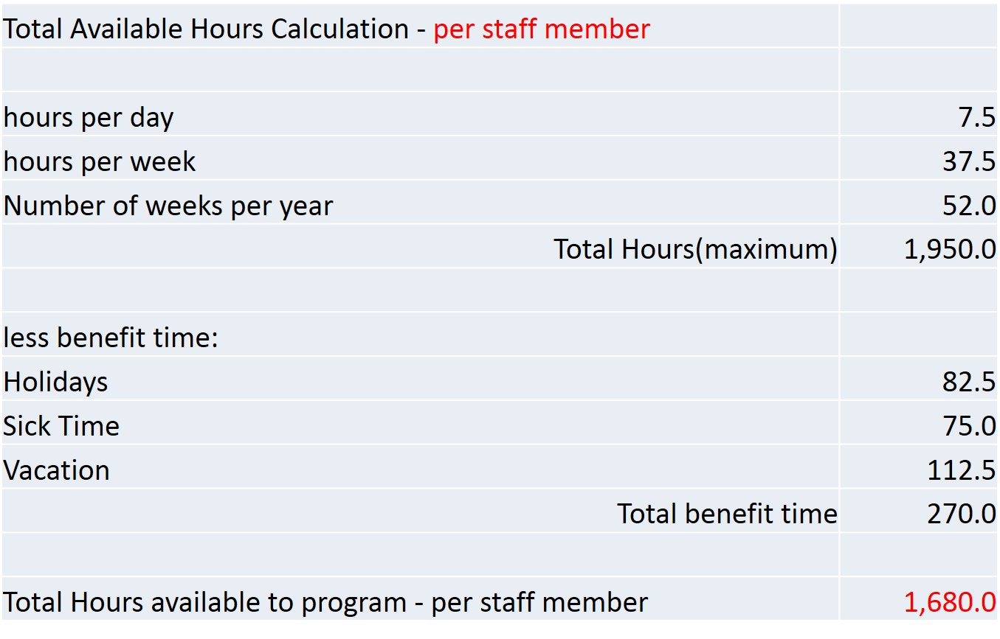 Total Available Hours Calculation - per staff member
hours per day 7.5
hours per week 37.5
Number of weeks per year 52.0
Total Hours(maximum) 1,950.0
less benefit time:
Holidays 82.5
Sick Time 75.0
Vacation 112.5
Total benefit time 270.0
Total Hours available to program - per staff member 1,680.0